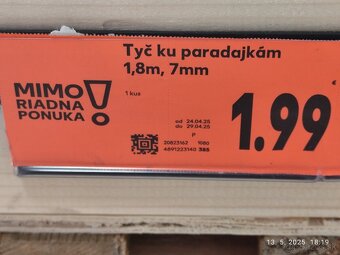 Tyč ku paradajkám
1,8m, 7mm
MIMO
RIADNA
PONUKA!
1 kus
od 24.04.25
do 29.04.25
€
1.99
P
20823162 1080
4691223140 385
13. 5. 2025 18:19